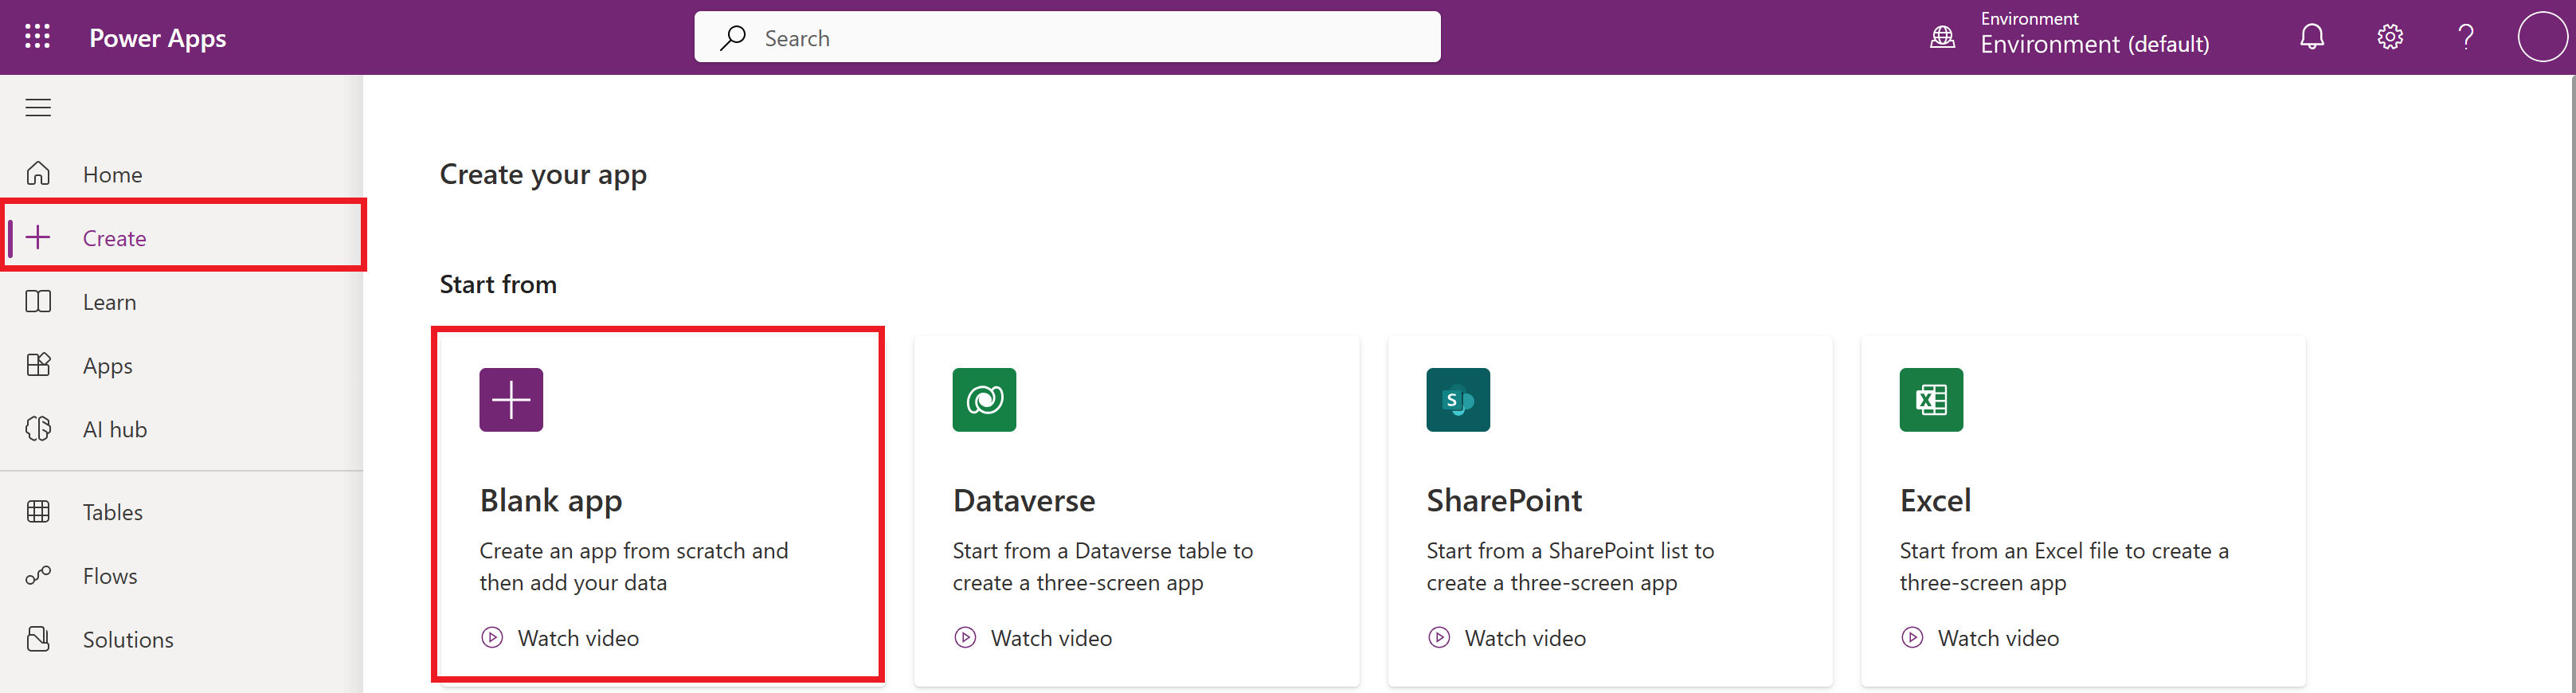 Power Apps
Search
Environment
Environment (default)
Home
Create
Learn
Apps
AI hub
Tables
Flows
Solutions
Create your app
Start from
Blank app
Create an app from scratch and
then add your data
Watch video
Dataverse
Start from a Dataverse table to
create a three-screen app
Watch video
S
SharePoint
Start from a SharePoint list to
create a three-screen app
Watch video
X
Excel
Start from an Excel file to create a
three-screen app
Watch video